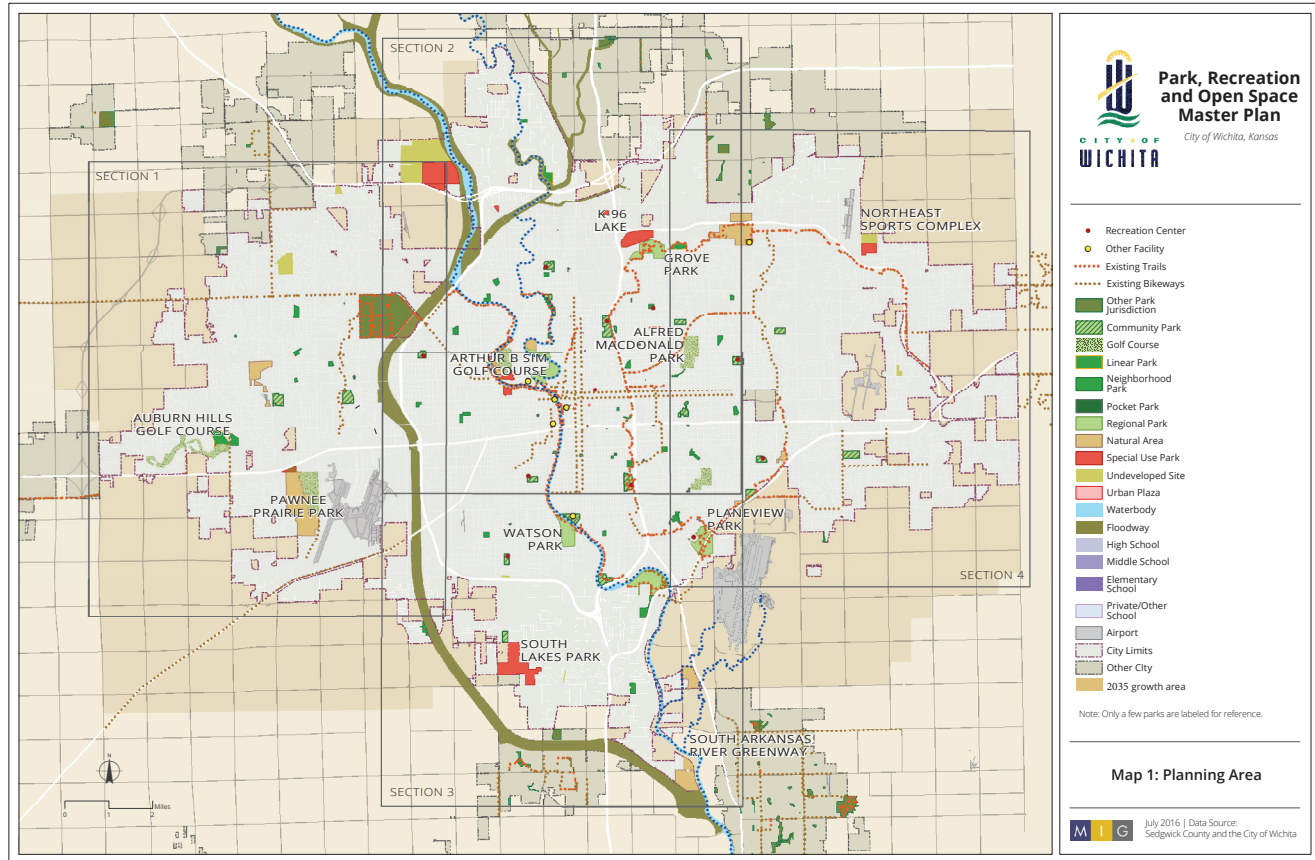 SECTION 2
SECTION 1
K-96
LAKE
NORTHEAST
SPORTS COMPLEX
GROVE
PARK
ALFRED
MACDONALD
PARK
ARTHUR B SIM
GOLF COURSE
AUBURN HILLS
GOLF COURSE
PAWNEE
PRAIRIE PARK
WATSON
PARK
PLANEVIEW
PARK
SECTION 4
SOUTH
LAKES PARK
SOUTH ARKANSAS
RIVER GREENWAY
SECTION 3
N
Miles
0 1 2
CITY OF
WICHITA
Park, Recreation
and Open Space
Master Plan
City of Wichita, Kansas
Recreation Center
Other Facility
Existing Trails
Existing Bikeways
Other Park
Jurisdiction
Community Park
Golf Course
Linear Park
Neighborhood
Park
Pocket Park
Regional Park
Natural Area
Special Use Park
Undeveloped Site
Urban Plaza
Waterbody
Floodway
High School
Middle School
Elementary
School
Private/Other
School
Airport
City Limits
Other CIty
2035 growth area
Note: Only a few parks are labeled for reference.
Map 1: Planning Area
M I G
July 2016 | Data Source:
Sedgwick County and the City of Wichita